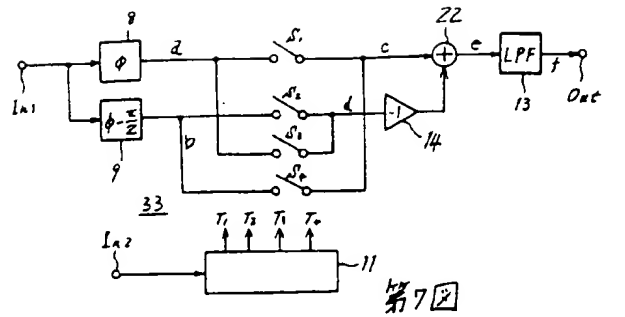 8
22
φ
a
S₁
c
e
LPF
f
In1
13
Out
φ-π/2
S₂
d
-1
14
9
b
S₃
S₄
33
T₁ T₂ T₃ T₄
In2
11
第7図